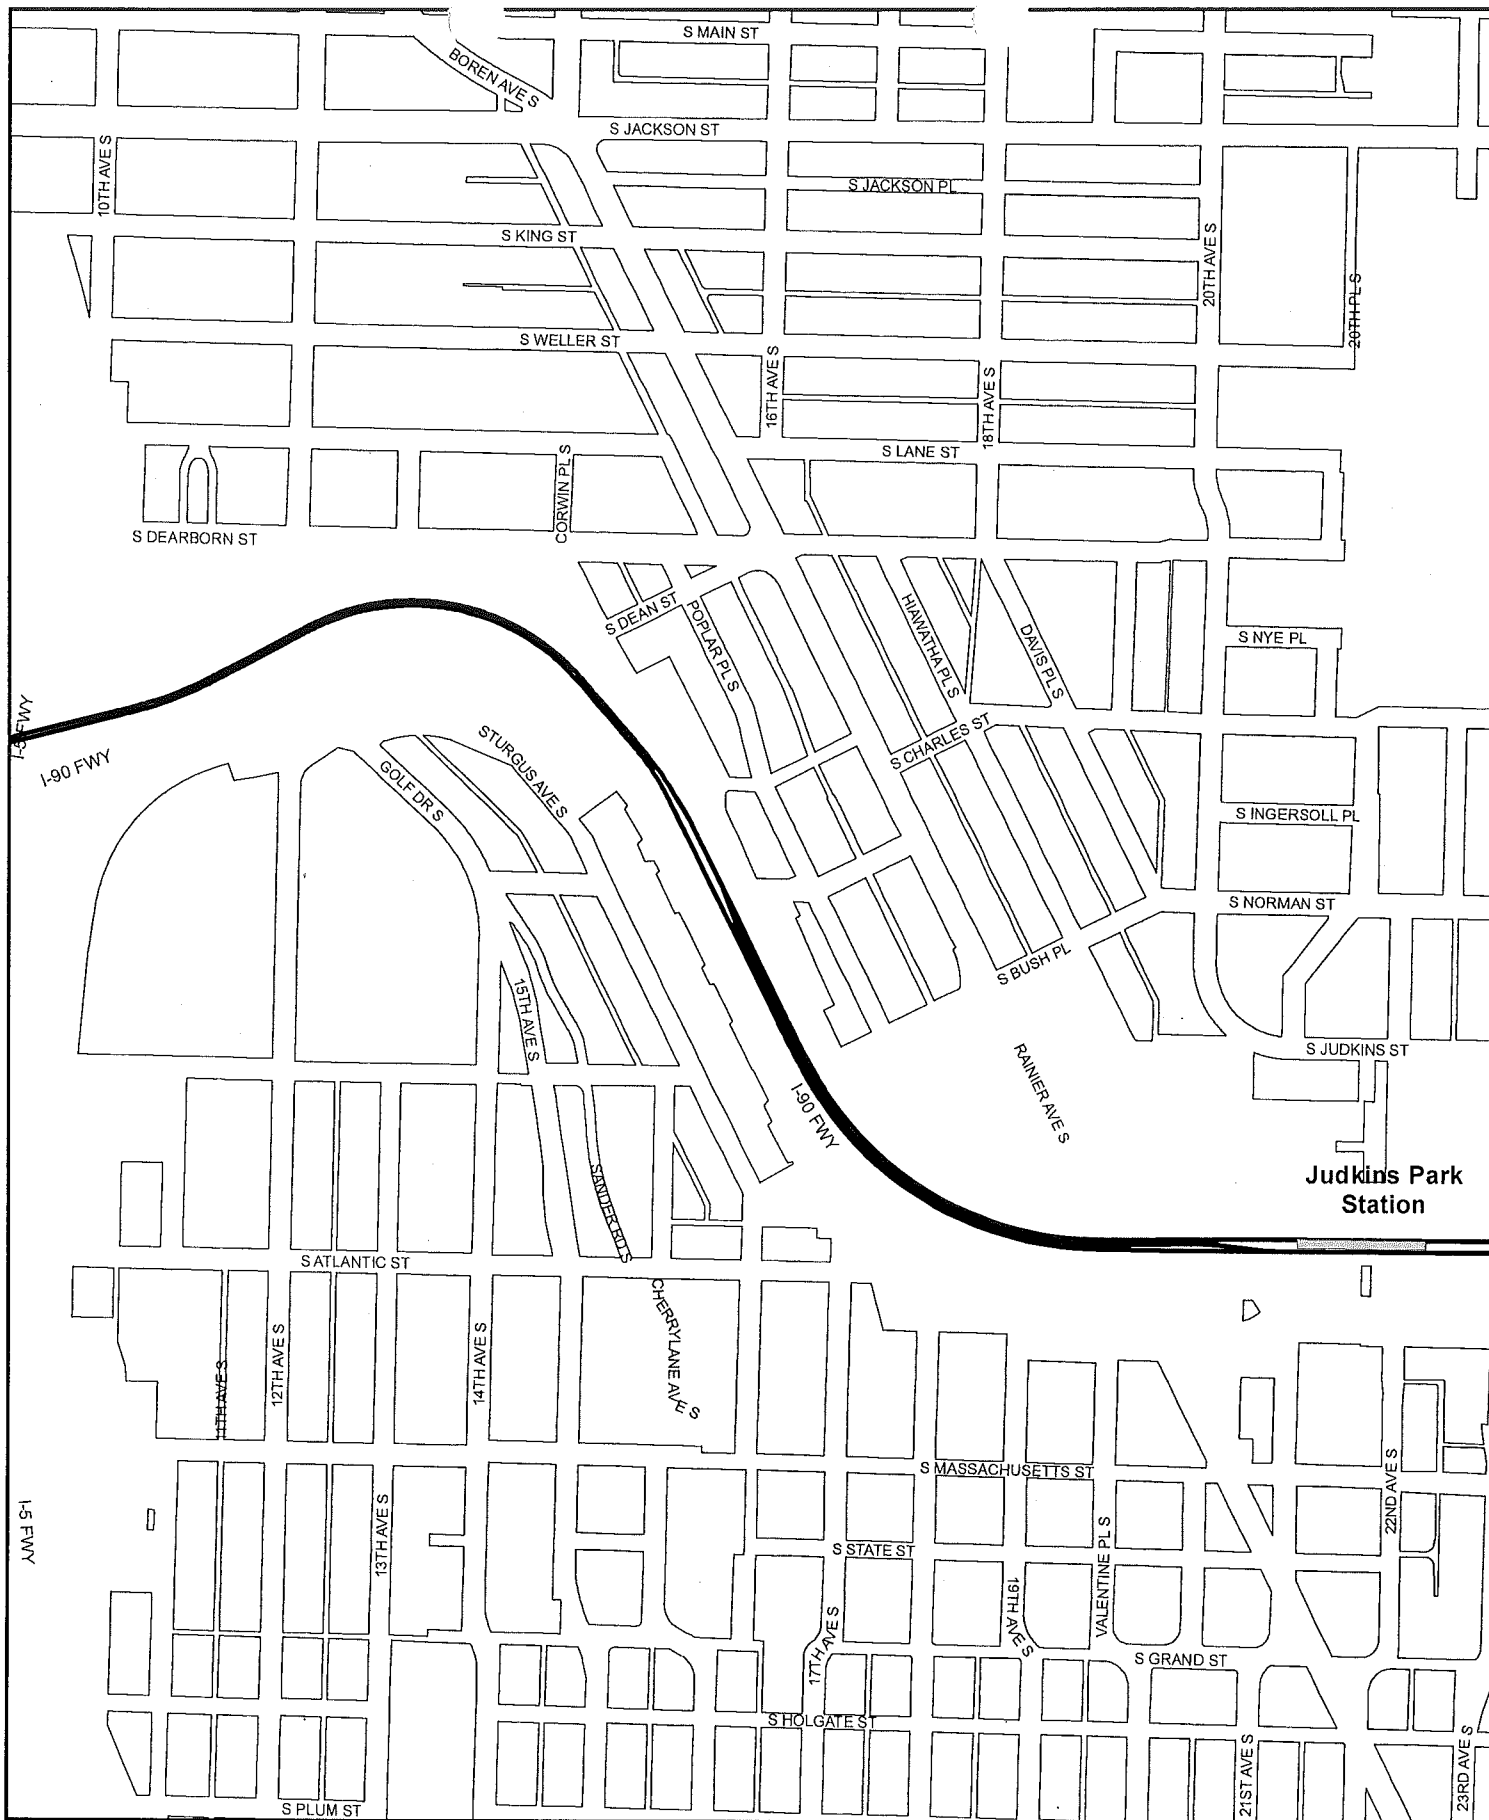 S MAIN ST
BOREN AVE S
S JACKSON ST
10TH AVE S
S JACKSON PL
S KING ST
20TH AVE S
20TH PL S
S WELLER ST
16TH AVE S
18TH AVE S
S LANE ST
CORWIN PL S
S DEARBORN ST
S DEAN ST
POPLAR PL S
HIAWATHA PL S
DAVIS PL S
S NYE PL
I-5 FWY
I-90 FWY
STURGUS AVE S
GOLF DR S
S CHARLES ST
S INGERSOLL PL
S NORMAN ST
S BUSH PL
15TH AVE S
RAINIER AVE S
S JUDKINS ST
I-90 FWY
SANDER RD S
Judkins Park
Station
S ATLANTIC ST
CHERRYLANE AVE S
11TH AVE S
12TH AVE S
14TH AVE S
S MASSACHUSETTS ST
22ND AVE S
I-5 FWY
13TH AVE S
S STATE ST
VALENTINE PL S
19TH AVE S
17TH AVE S
S GRAND ST
S HOLGATE ST
21ST AVE S
23RD AVE S
S PLUM ST